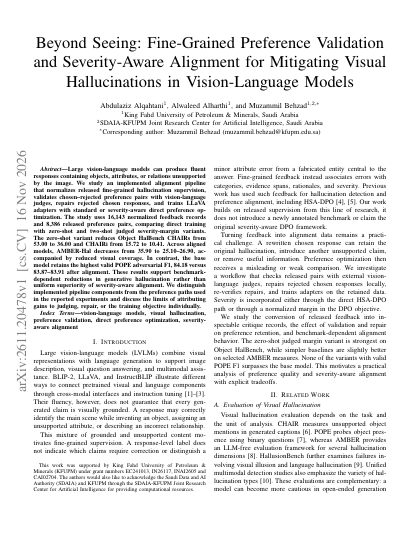 Beyond Seeing: Fine-Grained Preference Validation
and Severity-Aware Alignment for Mitigating Visual
Hallucinations in Vision-Language Models
Abdulaziz Alqahtani¹, Alwaleed Alharthi¹, and Muzammil Behzad¹,²,*
¹King Fahd University of Petroleum & Minerals, Saudi Arabia
²SDAIA-KFUPM Joint Research Center for Artificial Intelligence, Saudi Arabia
*Corresponding author: Muzammil Behzad (muzammil.behzad@kfupm.edu.sa)
arXiv:2611.20478v1 [cs.CV] 16 Nov 2026
Abstract—Large vision-language models can produce fluent
responses containing objects, attributes, or relations unsupported
by the image. We study an implemented alignment pipeline
that normalizes released fine-grained hallucination supervision,
validates chosen-rejected preference pairs with vision-language
judges, repairs rejected chosen responses, and trains LLaVA
adapters with standard or severity-aware direct preference op-
timization. The study uses 16,143 normalized feedback records
and 8,386 released preference pairs, comparing direct training
with zero-shot and two-shot judged severity-margin branches.
The zero-shot variant reduces Object HalBench CHAIRs from
53.00 to 36.00 and CHAIRi from 15.72 to 10.41. Across aligned
models, AMBER-Hal decreases from 35.90 to 25.10–26.90, ac-
companied by reduced visual coverage. In contrast, the base
model retains the highest valid POPE adversarial F1, 84.18 versus
83.87–83.91 after alignment. These results support benchmark-
dependent reductions in generative hallucination rather than
uniform superiority of severity-aware alignment. We distinguish
implemented pipeline components from the preference paths used
in the reported experiments and discuss the limits of attributing
gains to judging, repair, or the training objective individually.
Index Terms—vision-language models, visual hallucination,
preference validation, direct preference optimization, severity-
aware alignment
I. INTRODUCTION
Large vision-language models (LVLMs) combine visual
representations with language generation to support image
description, visual question answering, and multimodal assis-
tance. BLIP-2, LLaVA, and InstructBLIP illustrate different
ways to connect pretrained visual and language components
through cross-modal interfaces and instruction tuning [1]–[3].
Their fluency, however, does not guarantee that every gen-
erated claim is visually grounded. A response may correctly
identify the main scene while inventing an object, assigning an
unsupported attribute, or describing an incorrect relationship.
This mixture of grounded and unsupported content mo-
tivates fine-grained supervision. A response-level label does
not indicate which claims require correction or distinguish a
This work was supported by King Fahd University of Petroleum &
Minerals (KFUPM) under grant numbers EC241013, IN26117, INAI2605 and
CAI02704. The authors would also like to acknowledge the Saudi Data and AI
Authority (SDAIA) and KFUPM through the SDAIA-KFUPM Joint Research
Center for Artificial Intelligence for providing computational resources.
minor attribute error from a fabricated entity central to the
answer. Fine-grained feedback instead associates errors with
categories, evidence spans, rationales, and severity. Previous
work has used such feedback for hallucination detection and
preference alignment, including HSA-DPO [4], [5]. Our work
builds on released supervision from this line of research, it
does not introduce a newly annotated benchmark or claim the
original severity-aware DPO framework.
Turning feedback into alignment data remains a practi-
cal challenge. A rewritten chosen response can retain the
original hallucination, introduce another unsupported claim,
or remove useful information. Preference optimization then
receives a misleading or weak comparison. We investigate
a workflow that checks released pairs with external vision-
language judges, repairs rejected chosen responses locally,
re-verifies repairs, and trains adapters on the retained data.
Severity is incorporated either through the direct HSA-DPO
path or through a normalized margin in the DPO objective.
We study the conversion of released feedback into in-
spectable critique records, the effect of validation and repair
on preference retention, and benchmark-dependent alignment
behavior. The zero-shot judged margin variant is strongest on
Object HalBench, while simpler baselines are slightly better
on selected AMBER measures. None of the variants with valid
POPE F1 surpasses the base model. This motivates a practical
analysis of preference quality and severity-aware alignment
with explicit tradeoffs.
II. RELATED WORK
A. Evaluation of Visual Hallucination
Visual hallucination evaluation depends on the task and
the unit of analysis. CHAIR measures unsupported object
mentions in generated captions [6]. POPE probes object pres-
ence using binary questions [7], whereas AMBER provides
an LLM-free evaluation framework for several hallucination
dimensions [8]. HallusionBench further examines failures in-
volving visual illusion and language hallucination [9]. Unified
multimodal detection studies also emphasize the variety of hal-
lucination types [10]. These evaluations are complementary: a
model can become more cautious in open-ended generation